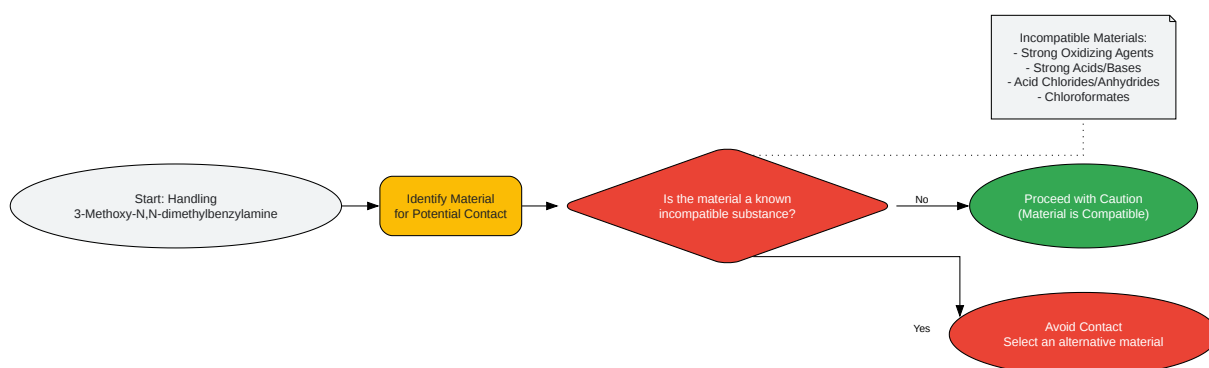 Incompatible Materials:
- Strong Oxidizing Agents
- Strong Acids/Bases
- Acid Chlorides/Anhydrides
- Chloroformates
Start: Handling
3-Methoxy-N,N-dimethylbenzylamine
Identify Material
for Potential Contact
Is the material a known
incompatible substance?
No
Proceed with Caution
(Material is Compatible)
Yes
Avoid Contact
Select an alternative material